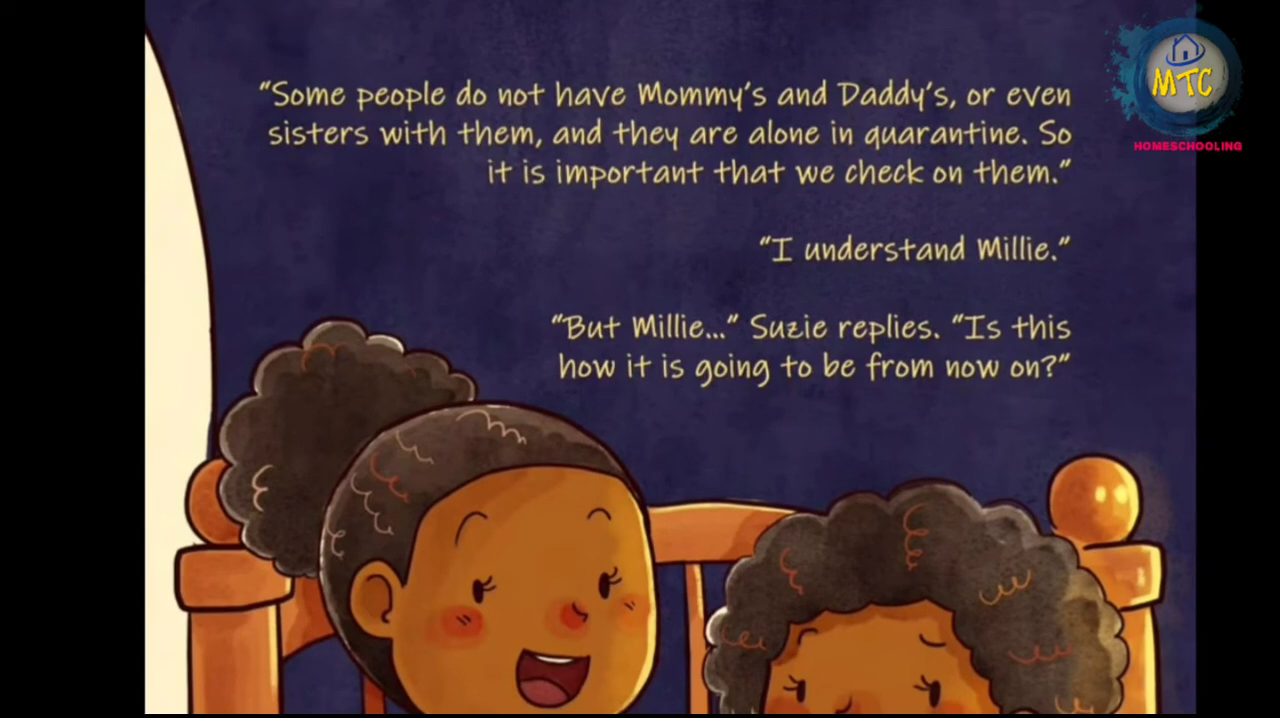 “Some people do not have Mommy’s and Daddy’s, or even
sisters with them, and they are alone in quarantine. So
it is important that we check on them.”
“I understand Millie.”
“But Millie...” Suzie replies. “Is this
how it is going to be from now on?”
MTC
HOMESCHOOLING